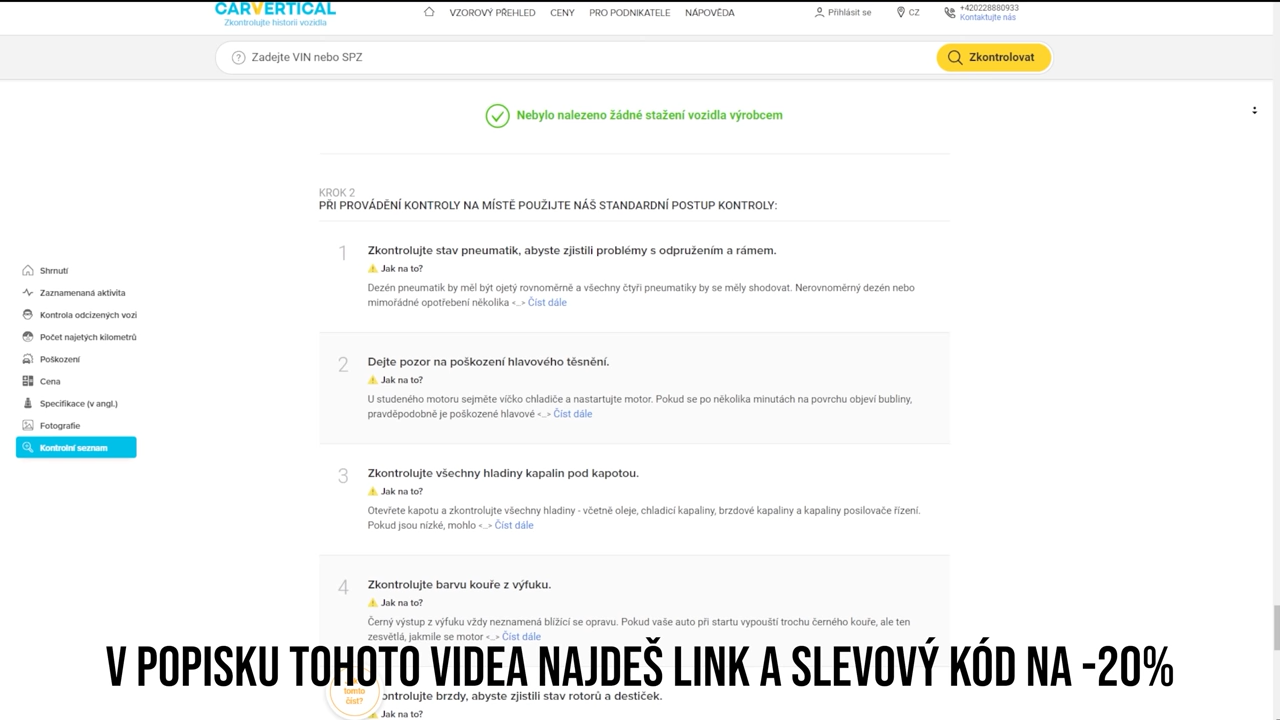 CARVERTICAL
Zkontrolujte historii vozidla
VZOROVÝ PŘEHLED CENY PRO PODNIKATELE NÁPOVĚDA
Přihlásit se
CZ
+420228880933
Kontaktujte nás
Zadejte VIN nebo SPZ
Zkontrolovat
Nebylo nalezeno žádné stažení vozidla výrobcem
KROK 2
PŘI PROVÁDĚNÍ KONTROLY NA MÍSTĚ POUŽIJTE NÁŠ STANDARDNÍ POSTUP KONTROLY:
Shrnutí
Zaznamenaná aktivita
Kontrola odcizených vozi
Počet najetých kilometrů
Poškození
Cena
Specifikace (v angl.)
Fotografie
Kontrolní seznam
1 Zkontrolujte stav pneumatik, abyste zjistili problémy s odpružením a rámem.
Jak na to?
Dezén pneumatik by měl být ojetý rovnoměrně a všechny čtyři pneumatiky by se měly shodovat. Nerovnoměrný dezén nebo
mimořádné opotřebení několika <...> Číst dále
2 Dejte pozor na poškození hlavového těsnění.
Jak na to?
U studeného motoru sejměte víčko chladiče a nastartujte motor. Pokud se po několika minutách na povrchu objeví bubliny,
pravděpodobně je poškozené hlavové <...> Číst dále
3 Zkontrolujte všechny hladiny kapalin pod kapotou.
Jak na to?
Otevřete kapotu a zkontrolujte všechny hladiny - včetně oleje, chladicí kapaliny, brzdové kapaliny a kapaliny posilovače řízení.
Pokud jsou nízké, mohlo <...> Číst dále
4 Zkontrolujte barvu kouře z výfuku.
Jak na to?
Černý výstup z výfuku vždy neznamená blížící se opravu. Pokud vaše auto při startu vypouští trochu černého kouře, ale ten
zesvětlá, jakmile se motor <...> Číst dále
V POPISKU TOHOTO VIDEA NAJDEŠ LINK A SLEVOVÝ KÓD NA -20%
tomto
číst?
ontrolujte brzdy, abyste zjistili stav rotorů a destiček.
Jak na to?